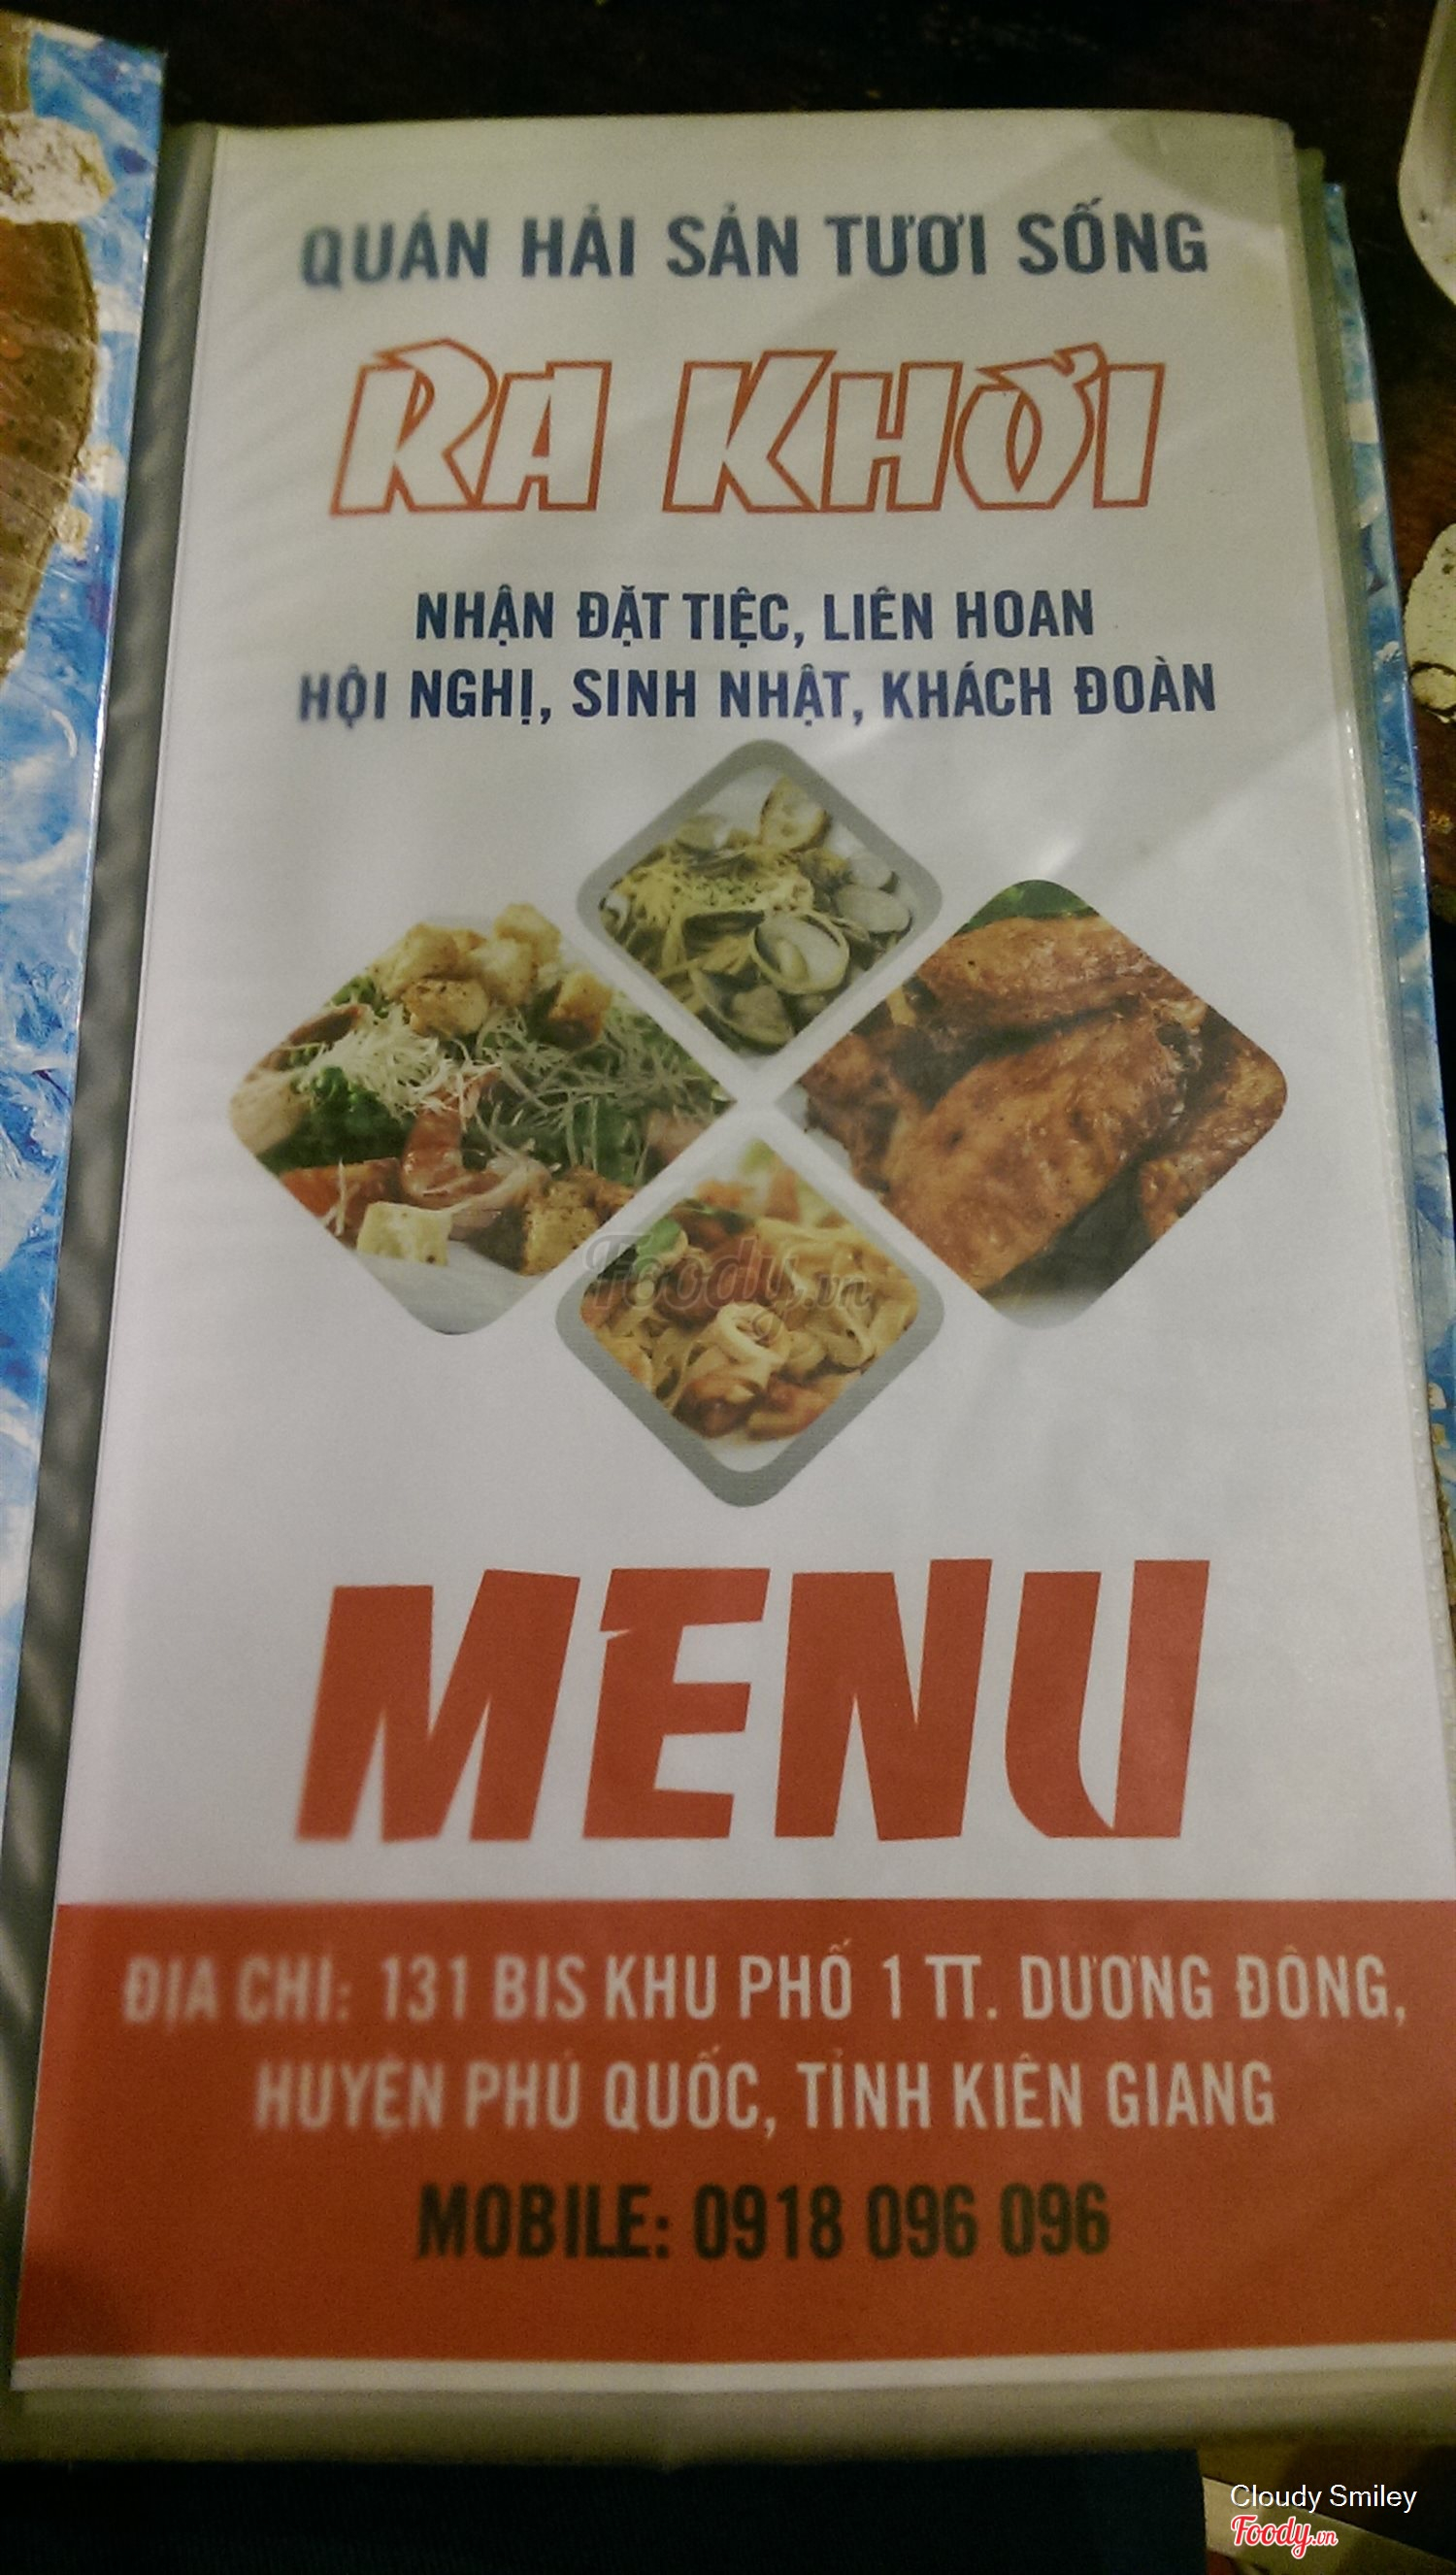 QUÁN HẢI SẢN TƯƠI SỐNG
RA KHƠI
NHẬN ĐẶT TIỆC, LIÊN HOAN
HỘI NGHỊ, SINH NHẬT, KHÁCH ĐOÀN
Foody.vn
MENU
ĐỊA CHỈ: 131 BIS KHU PHỐ 1 TT. DƯƠNG ĐÔNG,
HUYỆN PHÚ QUỐC, TỈNH KIÊN GIANG
MOBILE: 0918 096 096
Cloudy Smiley
Foody.vn